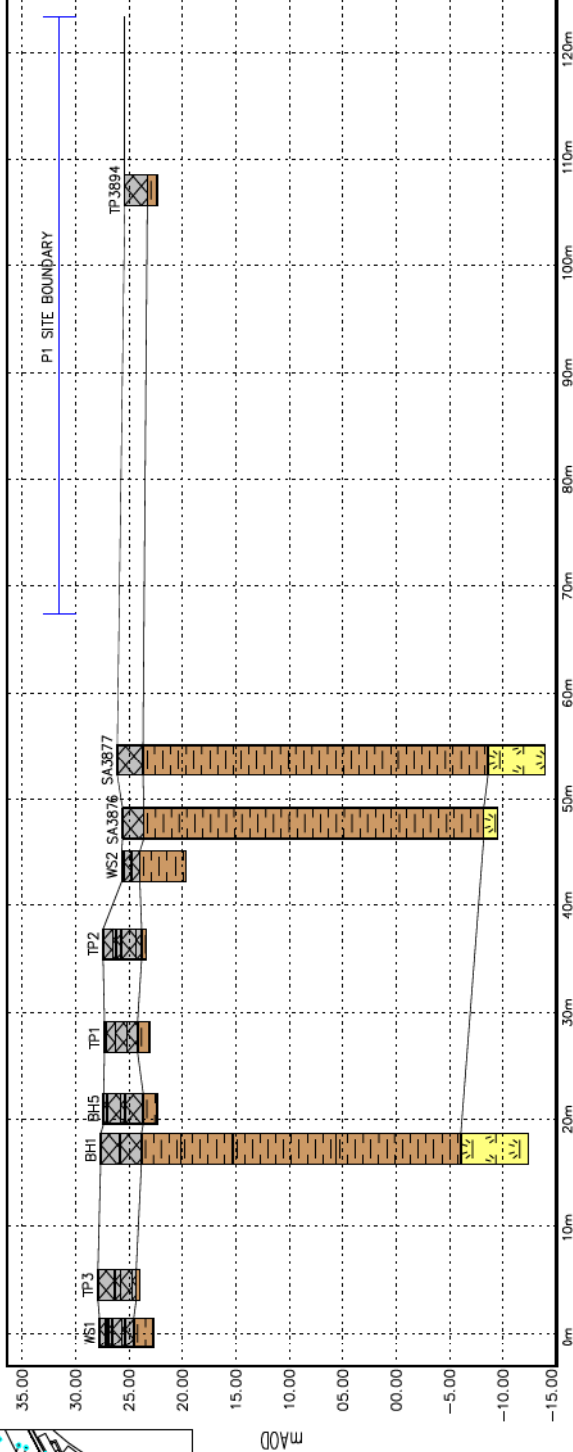 P1 SITE BOUNDARY
WS1
TP3
BH1
BH5
TP1
TP2
WS2
SA3876
SA3877
TP3894
mAOD
35.00
30.00
25.00
20.00
15.00
10.00
05.00
00.00
-5.00
-10.00
-15.00
0m
10m
20m
30m
40m
50m
60m
70m
80m
90m
100m
110m
120m